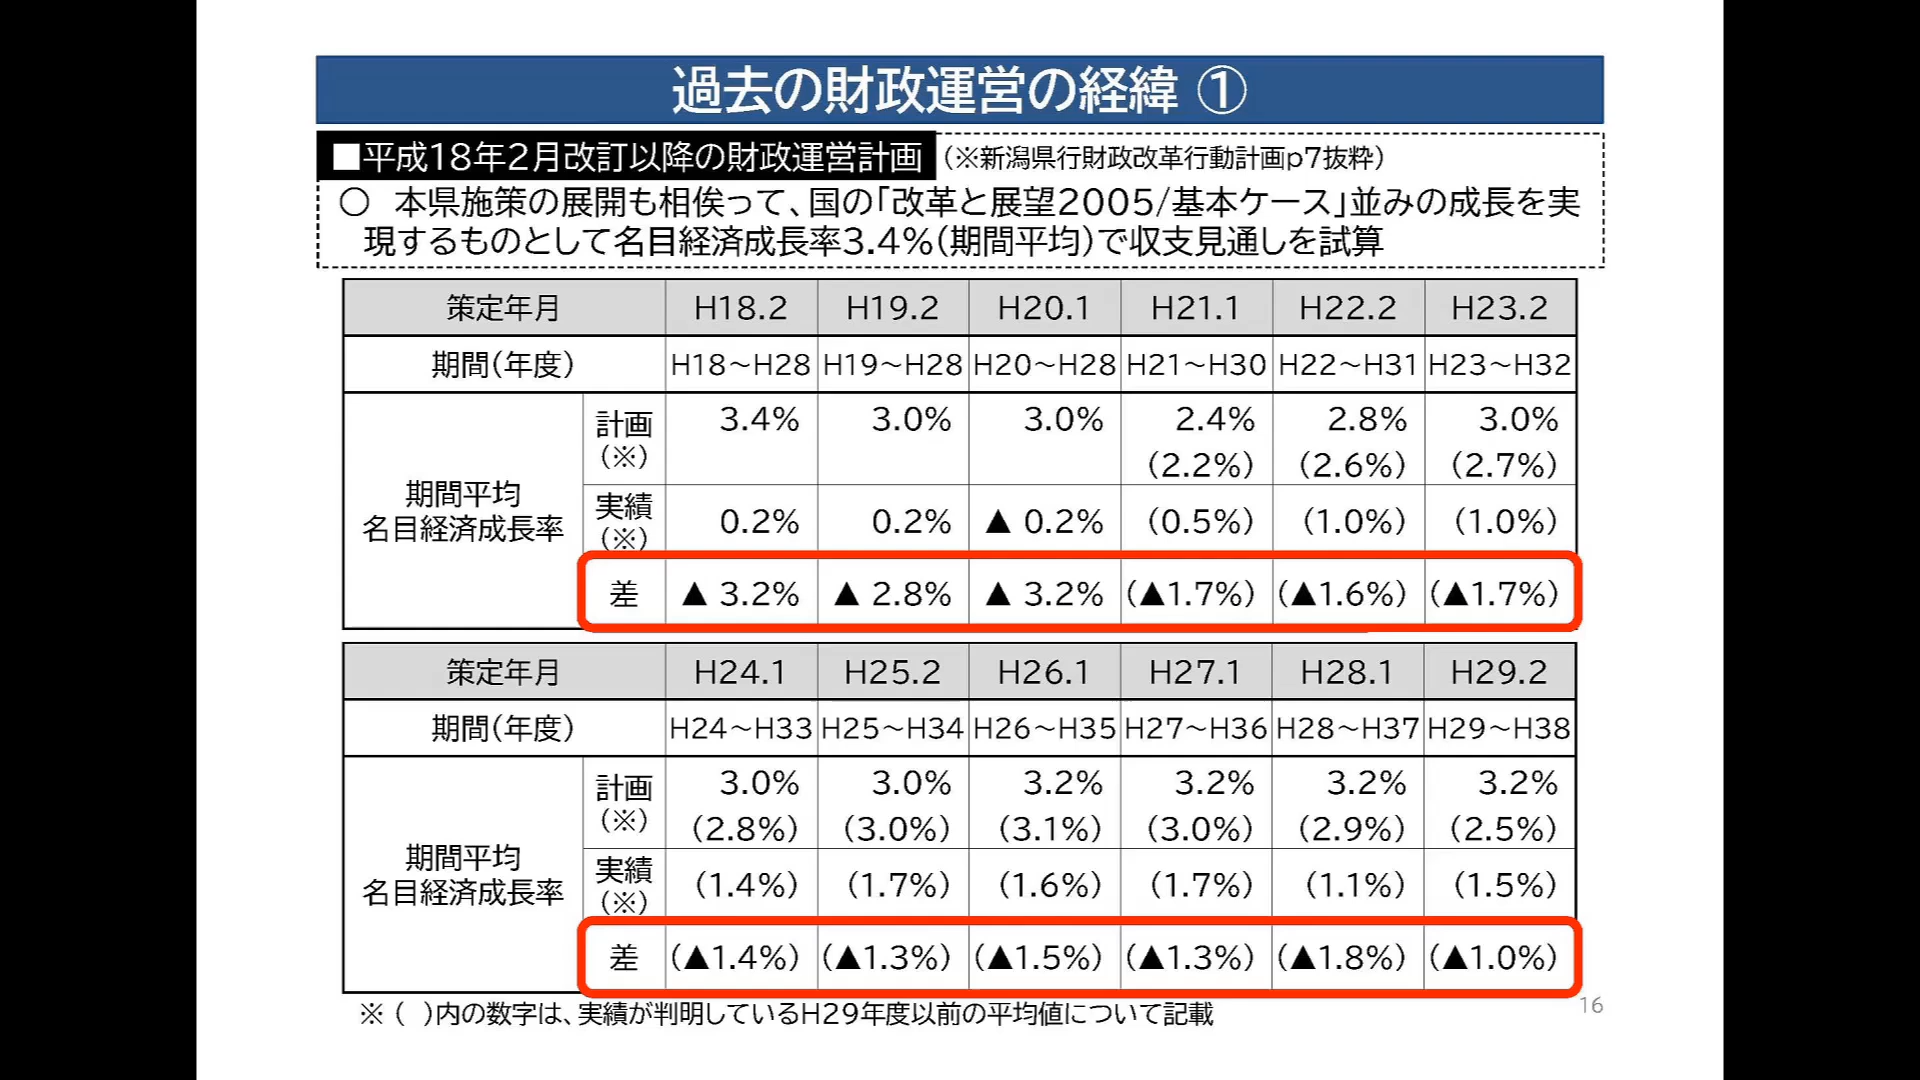 過去の財政運営の経緯 ①
■平成18年2月改訂以降の財政運営計画 (※新潟県行財政改革行動計画p7抜粋)
○ 本県施策の展開も相俟って、国の「改革と展望2005/基本ケース」並みの成長を実
現するものとして名目経済成長率3.4%(期間平均)で収支見通しを試算
策定年月 H18.2 H19.2 H20.1 H21.1 H22.2 H23.2
期間(年度) H18～H28 H19～H28 H20～H28 H21～H30 H22～H31 H23～H32
期間平均
名目経済成長率
計画 3.4% 3.0% 3.0% 2.4% 2.8% 3.0%
(※) (2.2%) (2.6%) (2.7%)
実績
(※) 0.2% 0.2% ▲ 0.2% (0.5%) (1.0%) (1.0%)
差 ▲ 3.2% ▲ 2.8% ▲ 3.2% (▲1.7%) (▲1.6%) (▲1.7%)
策定年月 H24.1 H25.2 H26.1 H27.1 H28.1 H29.2
期間(年度) H24～H33 H25～H34 H26～H35 H27～H36 H28～H37 H29～H38
期間平均
名目経済成長率
計画 3.0% 3.0% 3.2% 3.2% 3.2% 3.2%
(※) (2.8%) (3.0%) (3.1%) (3.0%) (2.9%) (2.5%)
実績
(※) (1.4%) (1.7%) (1.6%) (1.7%) (1.1%) (1.5%)
差 (▲1.4%) (▲1.3%) (▲1.5%) (▲1.3%) (▲1.8%) (▲1.0%)
※ ( )内の数字は、実績が判明しているH29年度以前の平均値について記載
16